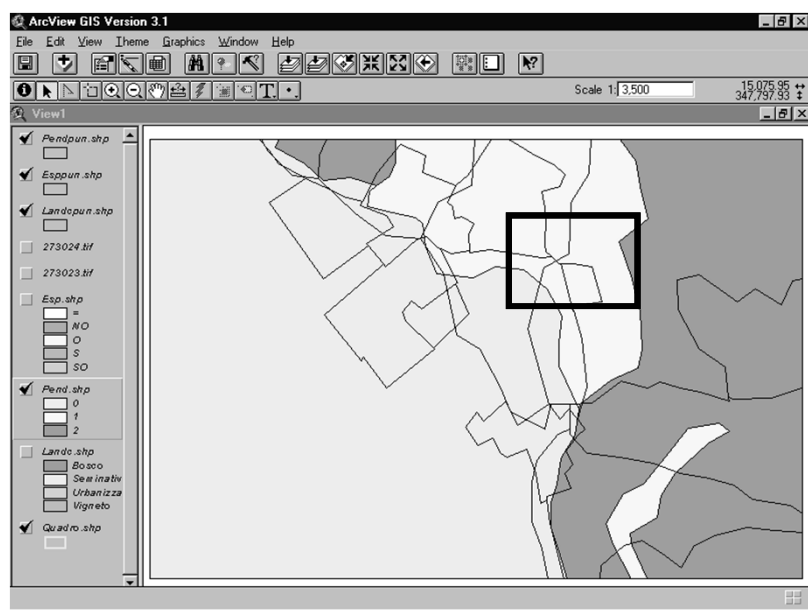 ArcView GIS Version 3.1
File Edit View Theme Graphics Window Help
Scale 1: 3,500
15,075.95
347,797.93
View1
Pendpun.shp
Esppun.shp
Landcpun.shp
273024.tif
273023.tif
Esp.shp
=
NO
O
S
SO
Pend.shp
0
1
2
Landc.shp
Bosco
Seminativ
Urbanizza
Vigneto
Quadro.shp